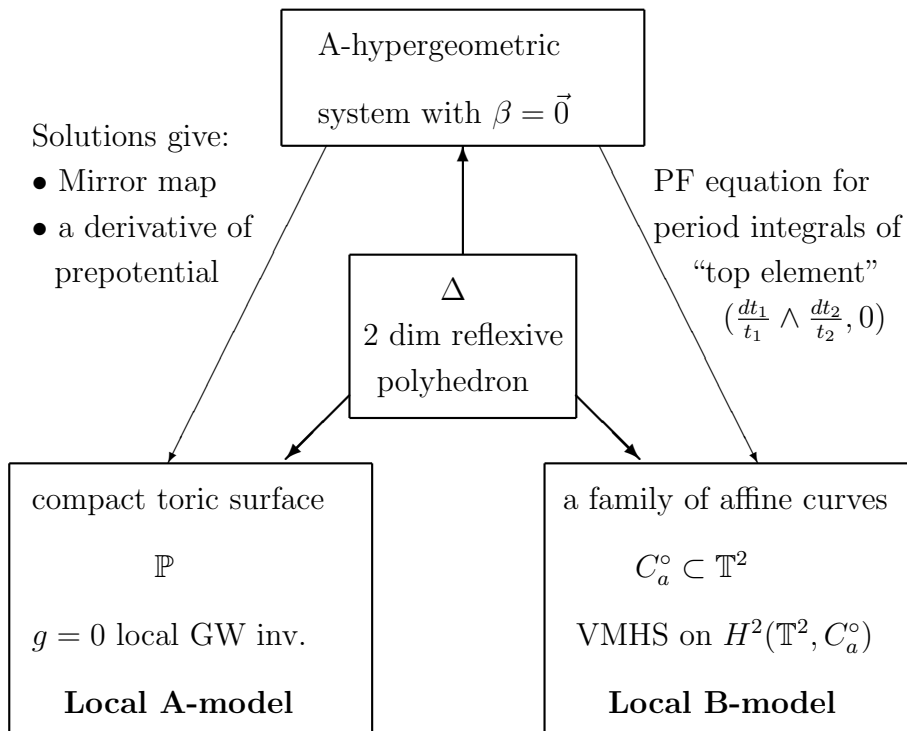 A-hypergeometric
system with β = 0⃗
Solutions give:
• Mirror map
• a derivative of
prepotential
PF equation for
period integrals of
“top element”
(dt₁/t₁ ∧ dt₂/t₂, 0)
Δ
2 dim reflexive
polyhedron
compact toric surface
ℙ
g = 0 local GW inv.
Local A-model
a family of affine curves
C°ₐ ⊂ 𝕋²
VMHS on H²(𝕋², C°ₐ)
Local B-model